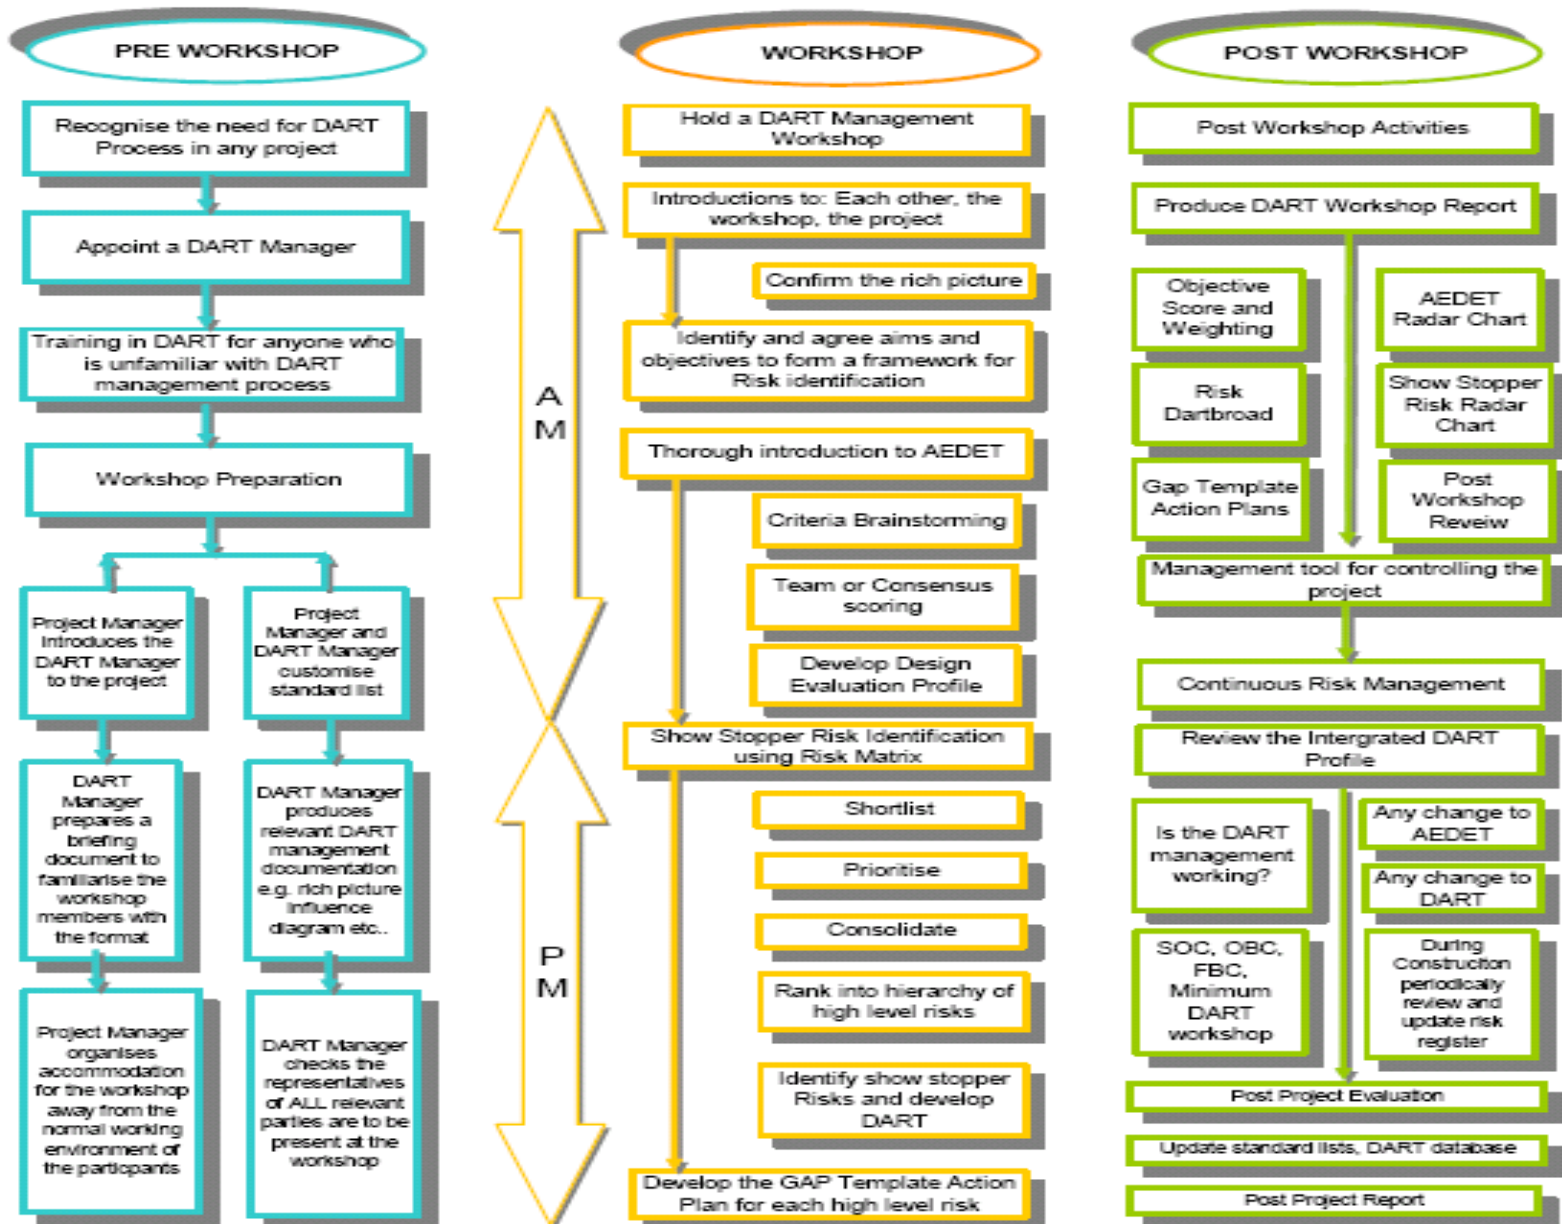 PRE WORKSHOP
Recognise the need for DART
Process in any project
Appoint a DART Manager
Training in DART for anyone who
is unfamiliar with DART
management process
Workshop Preparation
Project Manager
Introduces the
DART Manager
to the project
Project
Manager and
DART Manager
customise
standard list
DART
Manager
prepares a
briefing
document to
familiarise the
workshop
members with
the format
DART Manager
produces
relevant DART
management
documentation
e.g. rich picture
Influence
diagram etc..
Project Manager
organises
accommodation
for the workshop
away from the
normal working
environment of
the particpants
DART Manager
checks the
representatives
of ALL relevant
parties are to be
present at the
workshop
WORKSHOP
A
M
P
M
Hold a DART Management
Workshop
Introductions to: Each other, the
workshop, the project
Confirm the rich picture
Identify and agree aims and
objectives to form a framework for
Risk identification
Thorough introduction to AEDET
Criteria Brainstorming
Team or Consensus
scoring
Develop Design
Evaluation Profile
Show Stopper Risk Identification
using Risk Matrix
Shortlist
Prioritise
Consolidate
Rank into hierarchy of
high level risks
Identify show stopper
Risks and develop
DART
Develop the GAP Template Action
Plan for each high level risk
POST WORKSHOP
Post Workshop Activities
Produce DART Workshop Report
Objective
Score and
Weighting
AEDET
Radar Chart
Risk
Dartbroad
Show Stopper
Risk Radar
Chart
Gap Template
Action Plans
Post
Workshop
Reveiw
Management tool for controlling the
project
Continuous Risk Management
Review the Intergrated DART
Profile
Is the DART
management
working?
Any change to
AEDET
Any change to
DART
SOC, OBC,
FBC,
Minimum
DART
workshop
During
Construciton
periodically
review and
update risk
register
Post Project Evaluation
Update standard lists, DART database
Post Project Report